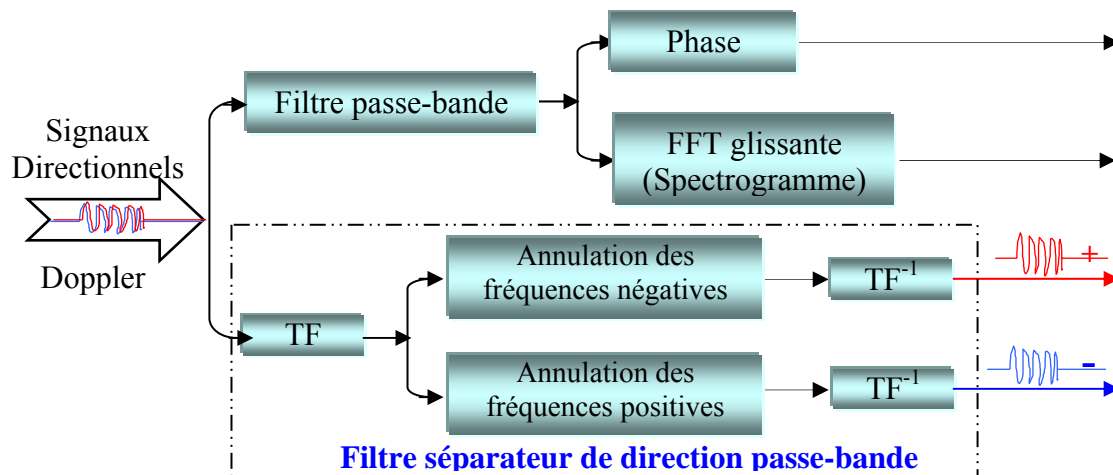 Phase
Filtre passe-bande
Signaux
Directionnels
FFT glissante
(Spectrogramme)
Doppler
Annulation des
fréquences négatives
TF⁻¹
+
TF
Annulation des
fréquences positives
TF⁻¹
-
Filtre séparateur de direction passe-bande